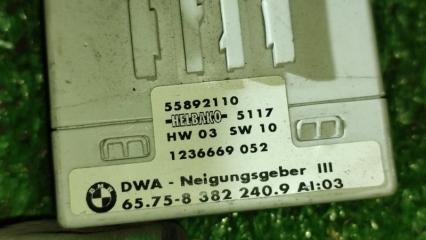 55892110
HELBAKO 5117
HW 03 SW 10
1236669 052
BMW
DWA - Neigungsgeber III
65.75-8 382 240.9 AI:03